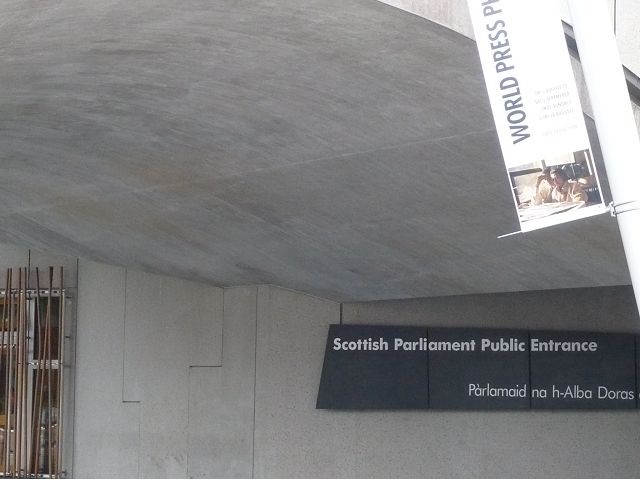 WORLD PRESS PH
Scottish Parliament Public Entrance
Pàrlamaid na h-Alba Doras